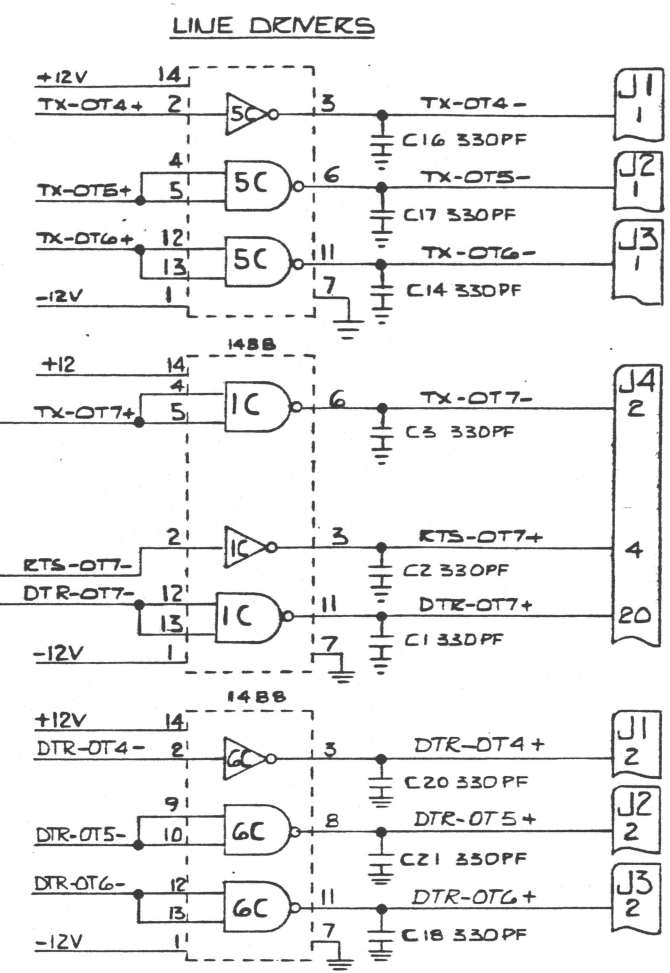 LINE DRIVERS
+12V 14
TX-OT4+ 2 5C 3 TX-OT4- J1 1
C16 330PF
4
TX-OT5+ 5 5C 6 TX-OT5- J2 1
C17 330PF
TX-OT6+ 12 13 5C 11 TX-OT6- J3 1
C14 330PF
-12V 1 7
1488
+12 14
4
TX-OT7+ 5 1C 6 TX-OT7- J4 2
C3 330PF
RTS-OT7- 2 1C 3 RTS-OT7+ 4
C2 330PF
DTR-OT7- 12 13 1C 11 DTR-OT7+ 20
C1 330PF
-12V 1 7
1488
+12V 14
DTR-OT4- 2 6C 3 DTR-OT4+ J1 2
C20 330PF
9
DTR-OT5- 10 6C 8 DTR-OT5+ J2 2
C21 330PF
DTR-OT6- 12 13 6C 11 DTR-OT6+ J3 2
C18 330PF
-12V 1 7